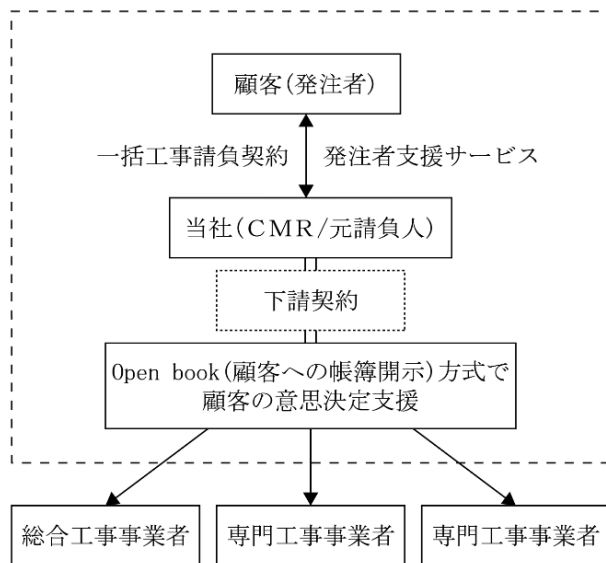 顧客(発注者)
一括工事請負契約
発注者支援サービス
当社(CMR/元請負人)
下請契約
Open book(顧客への帳簿開示)方式で
顧客の意思決定支援
総合工事事業者
専門工事事業者
専門工事事業者